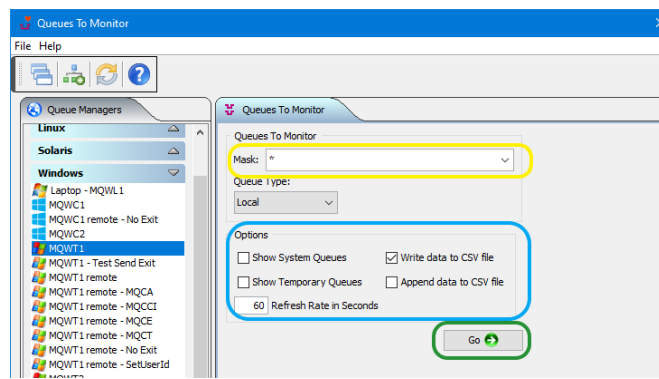 Queues To Monitor
File Help
Queue Managers
Linux
Solaris
Windows
Laptop - MQWL1
MQWC1
MQWC1 remote - No Exit
MQWC2
MQWT1
MQWT1 - Test Send Exit
MQWT1 remote
MQWT1 remote - MQCA
MQWT1 remote - MQCCI
MQWT1 remote - MQCE
MQWT1 remote - MQCT
MQWT1 remote - No Exit
MQWT1 remote - SetUserId
MQWT2
Queues To Monitor
Queues To Monitor
Mask: *
Queue Type:
Local
Options
Show System Queues Write data to CSV file
Show Temporary Queues Append data to CSV file
60 Refresh Rate in Seconds
Go